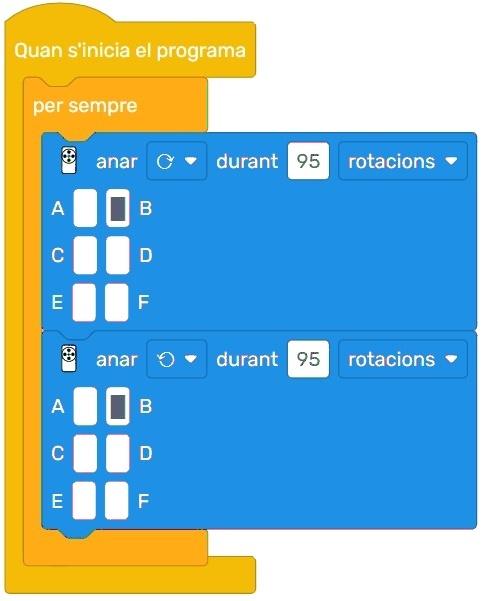 Quan s'inicia el programa
per sempre
anar durant 95 rotacions
A B
C D
E F
anar durant 95 rotacions
A B
C D
E F